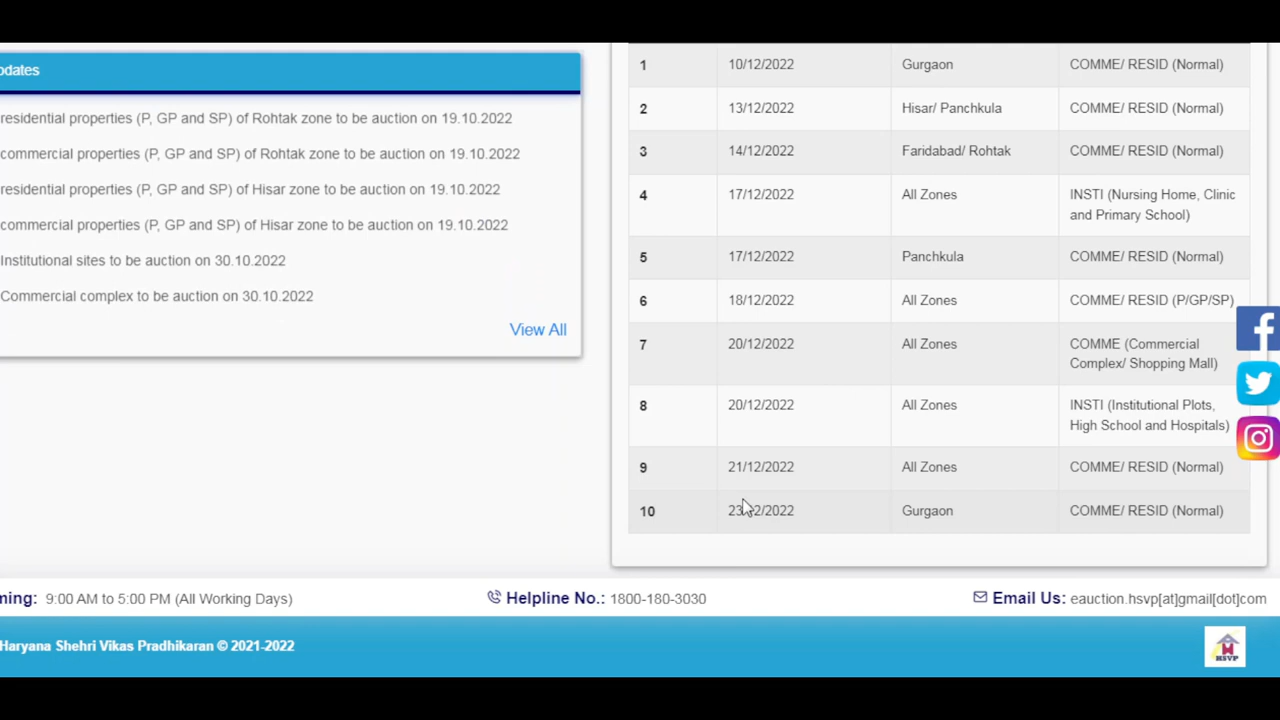 pdates
residential properties (P, GP and SP) of Rohtak zone to be auction on 19.10.2022
commercial properties (P, GP and SP) of Rohtak zone to be auction on 19.10.2022
residential properties (P, GP and SP) of Hisar zone to be auction on 19.10.2022
commercial properties (P, GP and SP) of Hisar zone to be auction on 19.10.2022
Institutional sites to be auction on 30.10.2022
Commercial complex to be auction on 30.10.2022
View All
1 10/12/2022 Gurgaon COMME/ RESID (Normal)
2 13/12/2022 Hisar/ Panchkula COMME/ RESID (Normal)
3 14/12/2022 Faridabad/ Rohtak COMME/ RESID (Normal)
4 17/12/2022 All Zones INSTI (Nursing Home, Clinic
and Primary School)
5 17/12/2022 Panchkula COMME/ RESID (Normal)
6 18/12/2022 All Zones COMME/ RESID (P/GP/SP)
7 20/12/2022 All Zones COMME (Commercial
Complex/ Shopping Mall)
8 20/12/2022 All Zones INSTI (Institutional Plots,
High School and Hospitals)
9 21/12/2022 All Zones COMME/ RESID (Normal)
10 23/12/2022 Gurgaon COMME/ RESID (Normal)
ming: 9:00 AM to 5:00 PM (All Working Days) Helpline No.: 1800-180-3030 Email Us: eauction.hsvp[at]gmail[dot]com
Haryana Shehri Vikas Pradhikaran © 2021-2022
HSVP